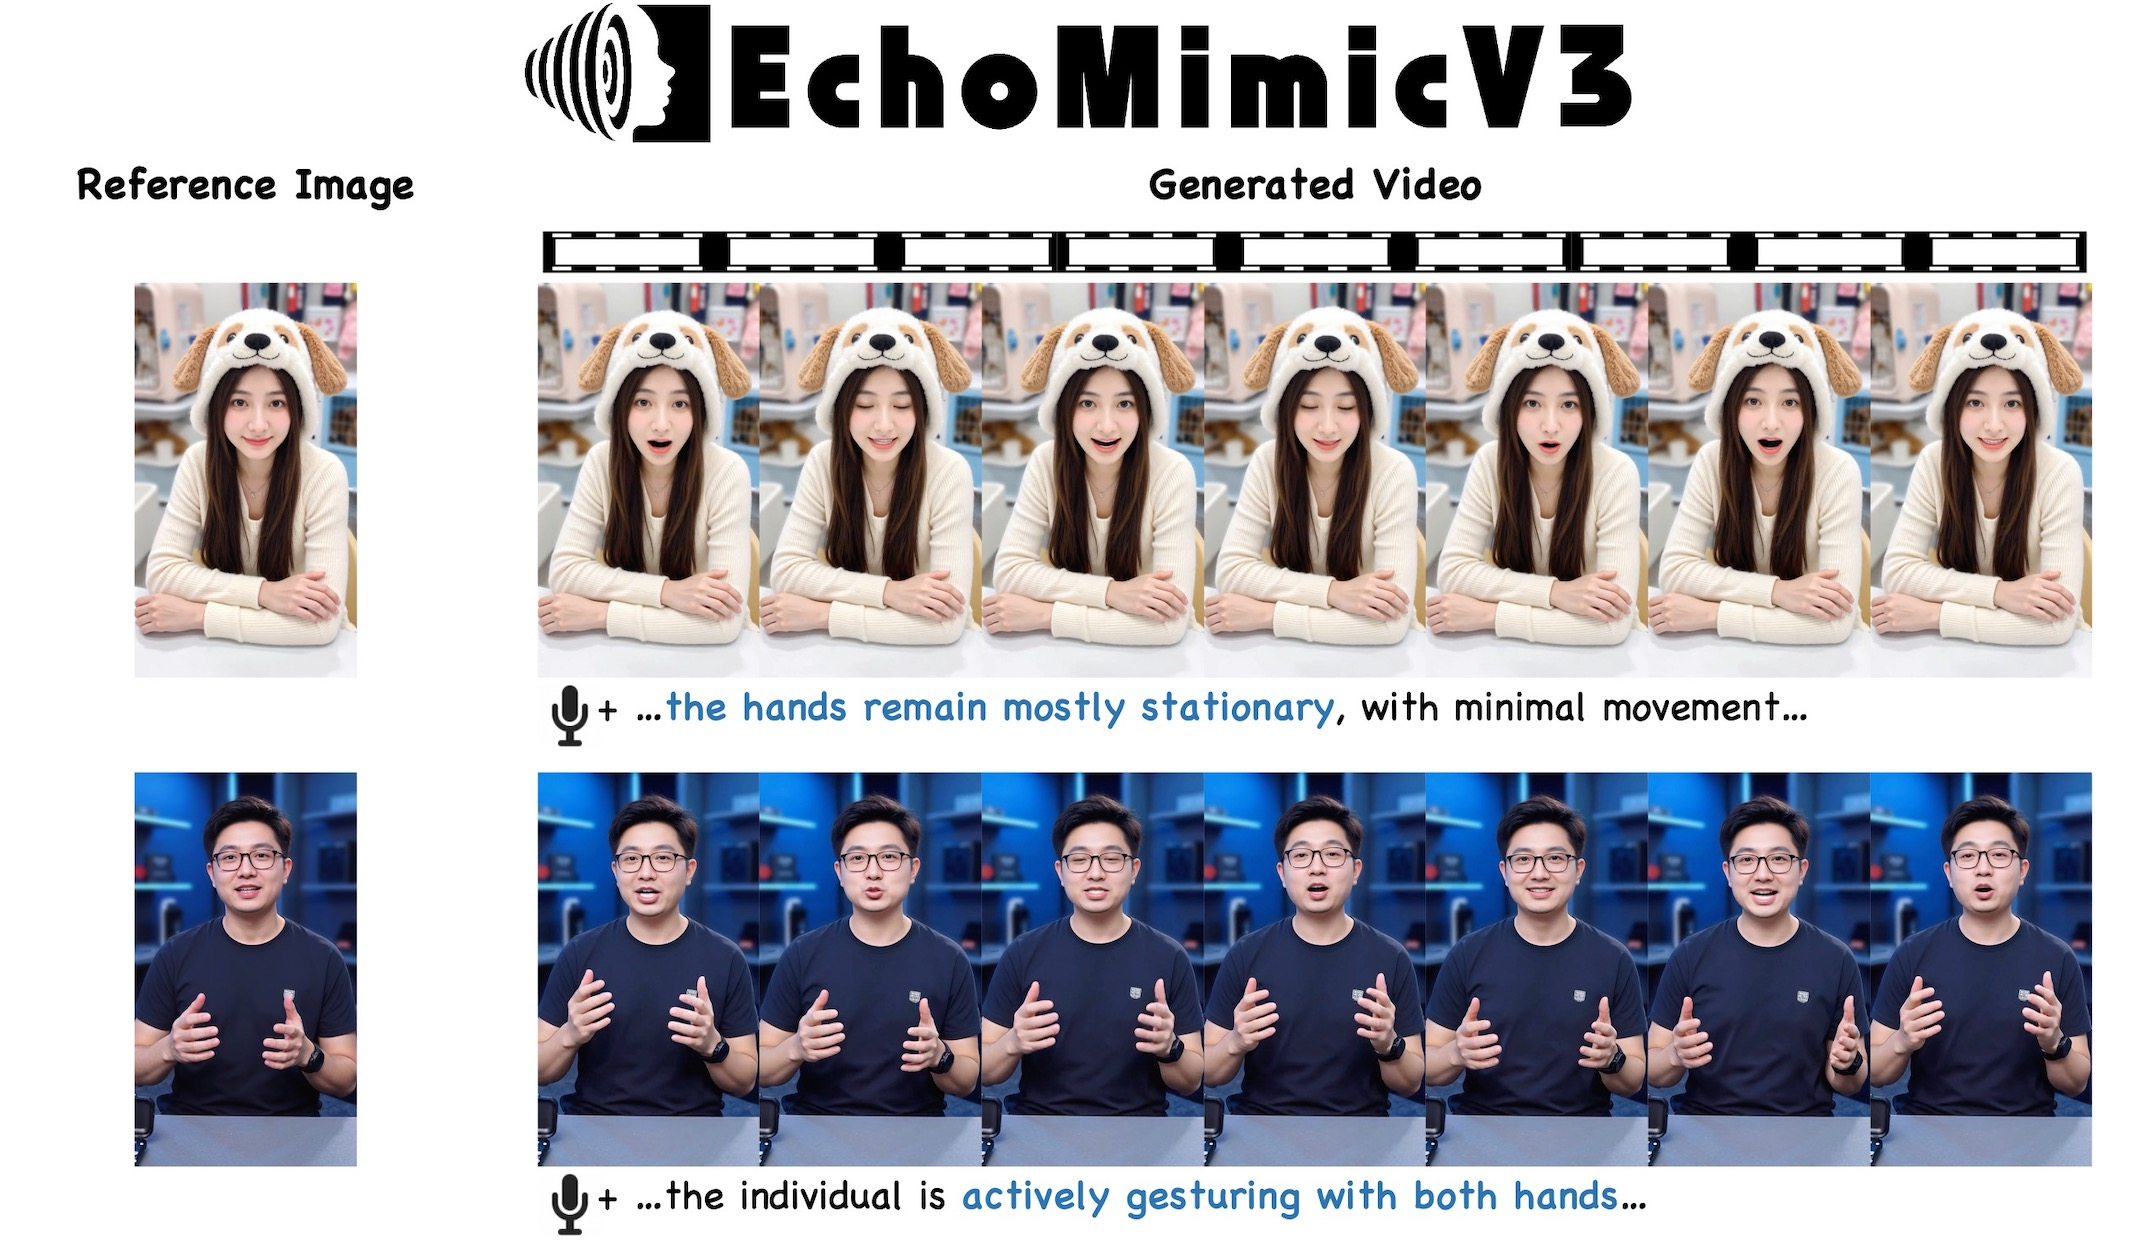 EchoMimicV3
Reference Image
Generated Video
+ ...the hands remain mostly stationary, with minimal movement...
+ ...the individual is actively gesturing with both hands...